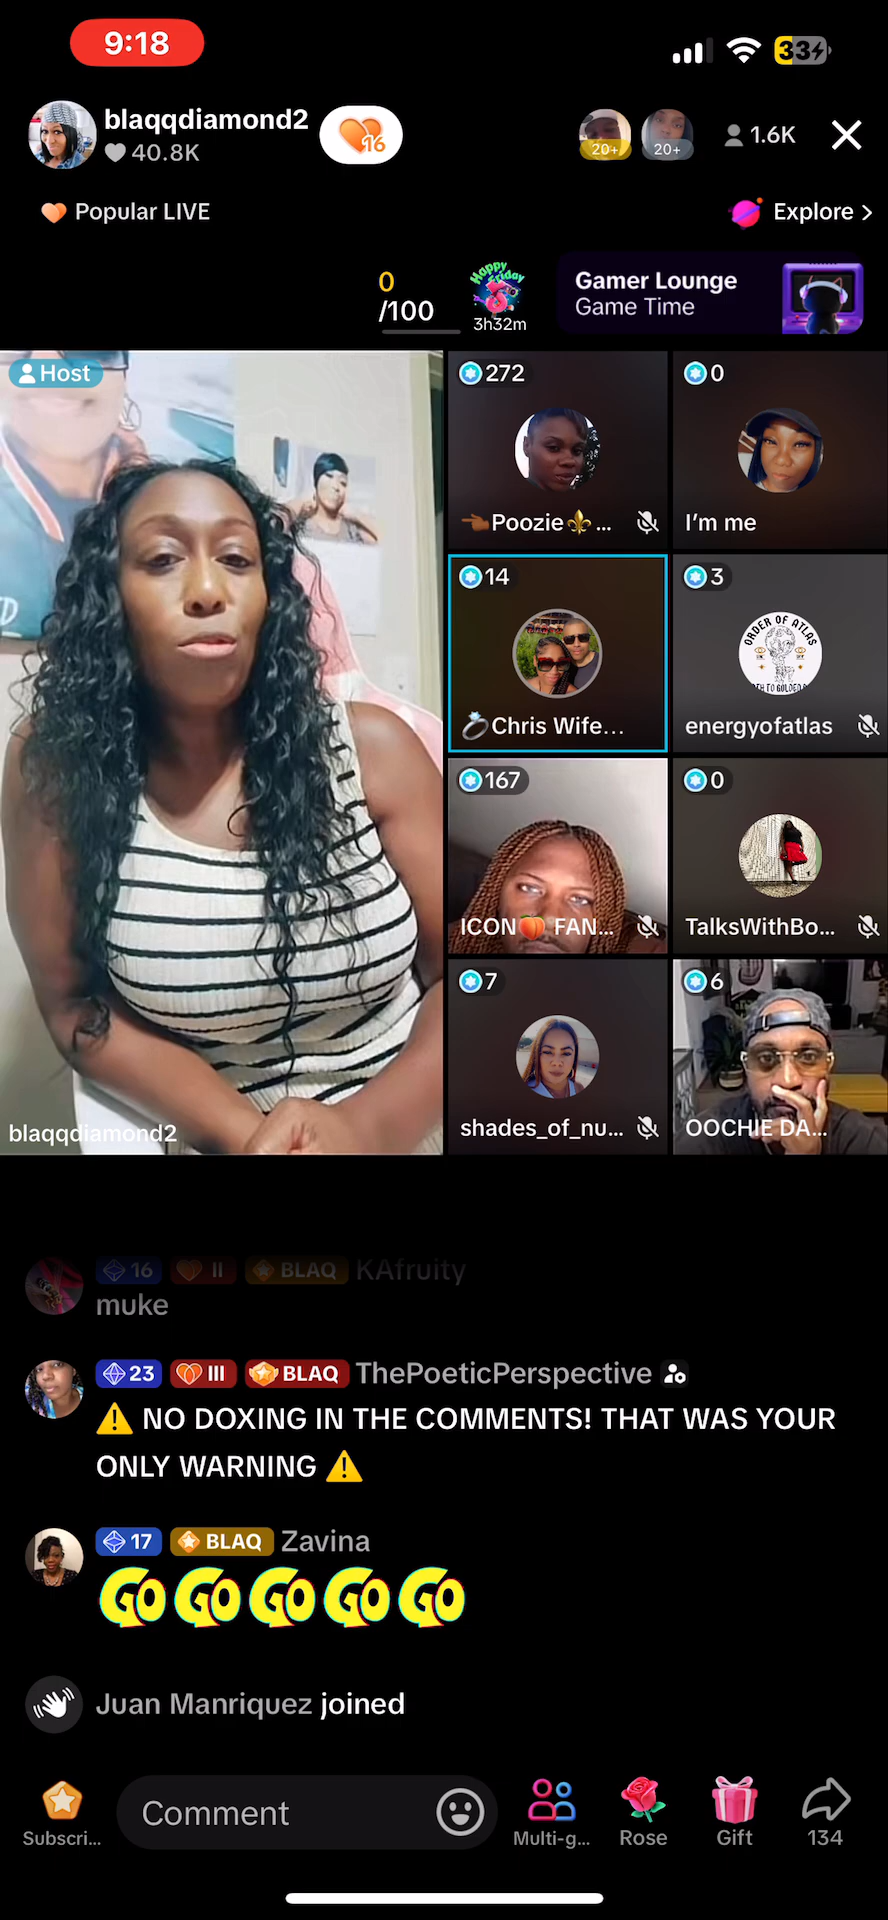 9:18
33
blaqqdiamond2
16
40.8K
20+
20+
1.6K
Popular LIVE
Explore >
0
/100
Happy Friday
3h32m
Gamer Lounge
Game Time
Host
272
Poozie⚜️...
0
I'm me
14
💍Chris Wife...
3
ORDER OF ATLAS
energyofatlas
167
ICON🍑 FAN...
0
TalksWithBo...
7
shades_of_nu...
6
OOCHIE DA...
blaqqdiamond2
16 II BLAQ KAfruity
muke
23 III BLAQ ThePoeticPerspective
⚠️ NO DOXING IN THE COMMENTS! THAT WAS YOUR
ONLY WARNING ⚠️
17 BLAQ Zavina
GO GO GO GO GO
Juan Manriquez joined
Comment
Subscri...
Multi-g...
Rose
Gift
134